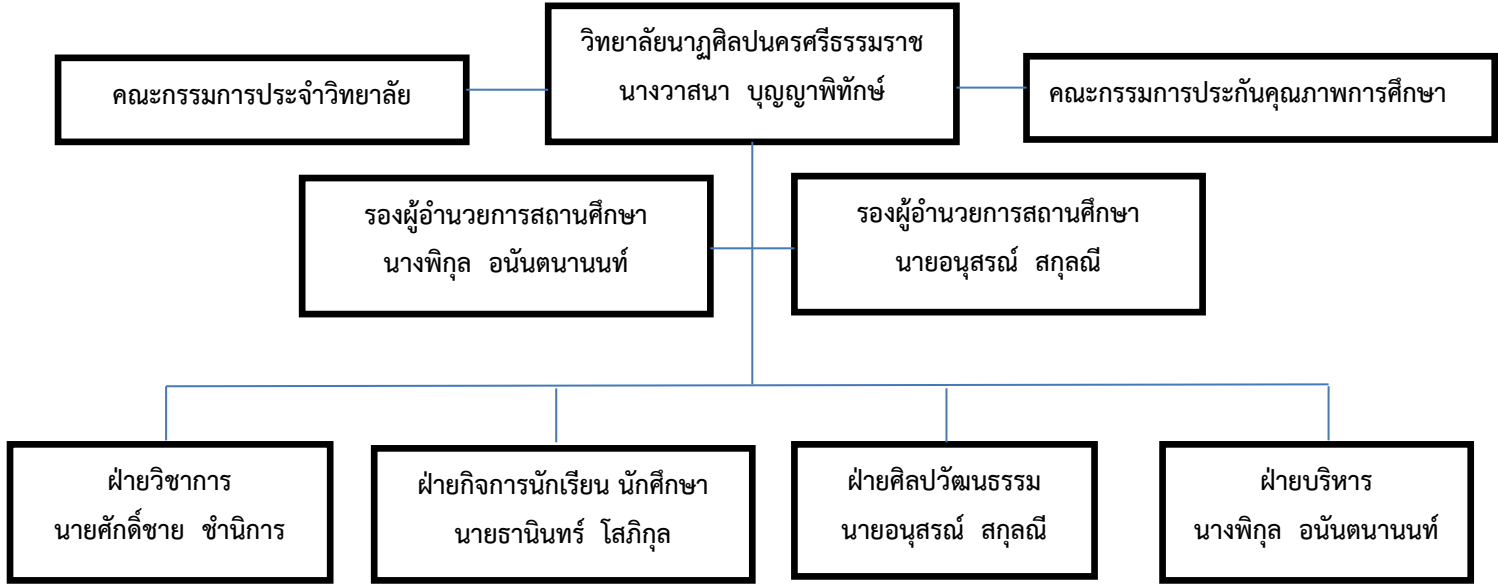 วิทยาลัยนาฏศิลปนครศรีธรรมราช
นางวาสนา บุญญาพิทักษ์
คณะกรรมการประจำวิทยาลัย
คณะกรรมการประกันคุณภาพการศึกษา
รองผู้อำนวยการสถานศึกษา
นางพิกุล อนันตนานนท์
รองผู้อำนวยการสถานศึกษา
นายอนุสรณ์ สกุลณี
ฝ่ายวิชาการ
นายศักดิ์ชาย ชำนิการ
ฝ่ายกิจการนักเรียน นักศึกษา
นายธานินทร์ โสภิกุล
ฝ่ายศิลปวัฒนธรรม
นายอนุสรณ์ สกุลณี
ฝ่ายบริหาร
นางพิกุล อนันตนานนท์